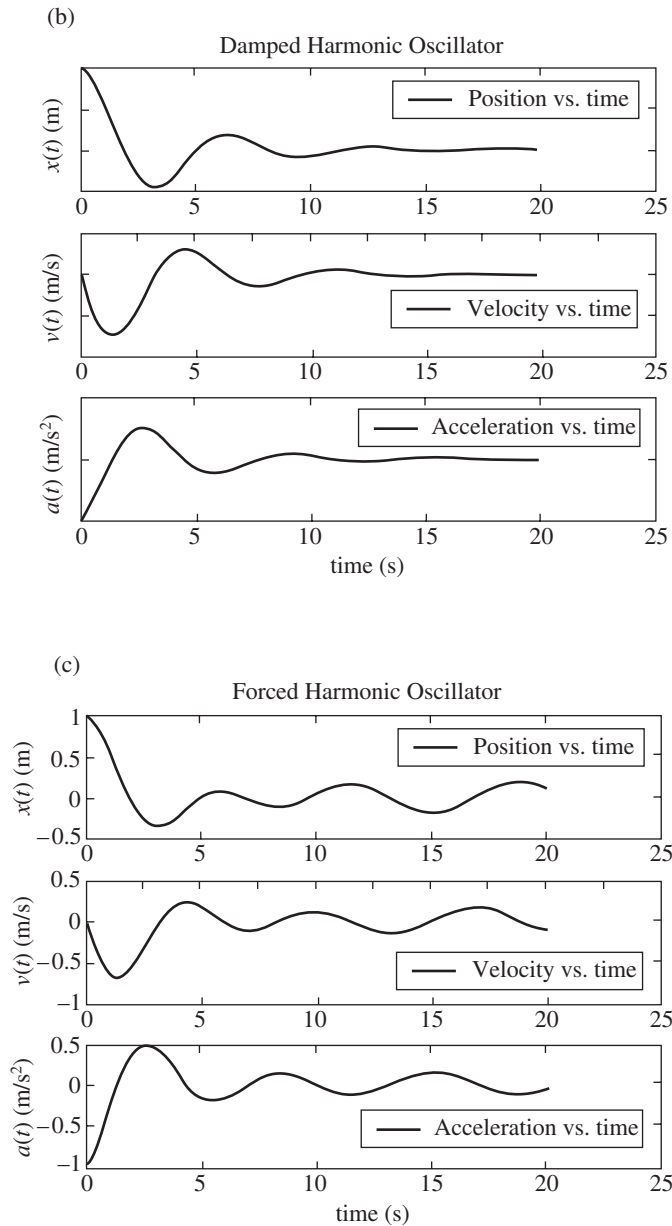 (b)
Damped Harmonic Oscillator
x(t) (m)
Position vs. time
0 5 10 15 20 25
v(t) (m/s)
Velocity vs. time
0 5 10 15 20 25
a(t) (m/s²)
Acceleration vs. time
0 5 10 15 20 25
time (s)
(c)
Forced Harmonic Oscillator
x(t) (m)
1
0.5
0
−0.5
Position vs. time
0 5 10 15 20 25
v(t) (m/s)
0.5
0
−0.5
−1
Velocity vs. time
0 5 10 15 20 25
a(t) (m/s²)
0.5
0
−0.5
−1
Acceleration vs. time
0 5 10 15 20 25
time (s)